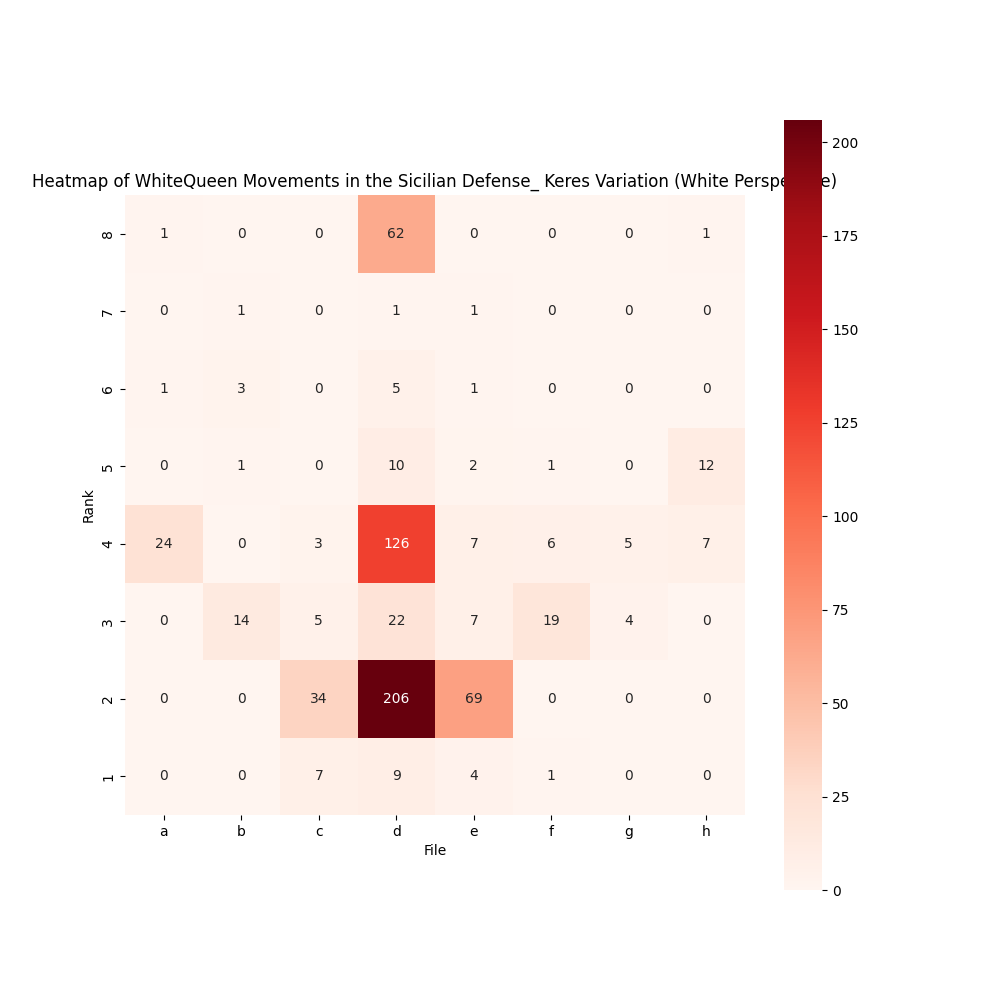 Heatmap of WhiteQueen Movements in the Sicilian Defense_ Keres Variation (White Perspective)
8 1 0 0 62 0 0 0 1
7 0 1 0 1 1 0 0 0
6 1 3 0 5 1 0 0 0
5 0 1 0 10 2 1 0 12
4 24 0 3 126 7 6 5 7
3 0 14 5 22 7 19 4 0
2 0 0 34 206 69 0 0 0
1 0 0 7 9 4 1 0 0
a b c d e f g h
File
Rank
200
175
150
125
100
75
50
25
0